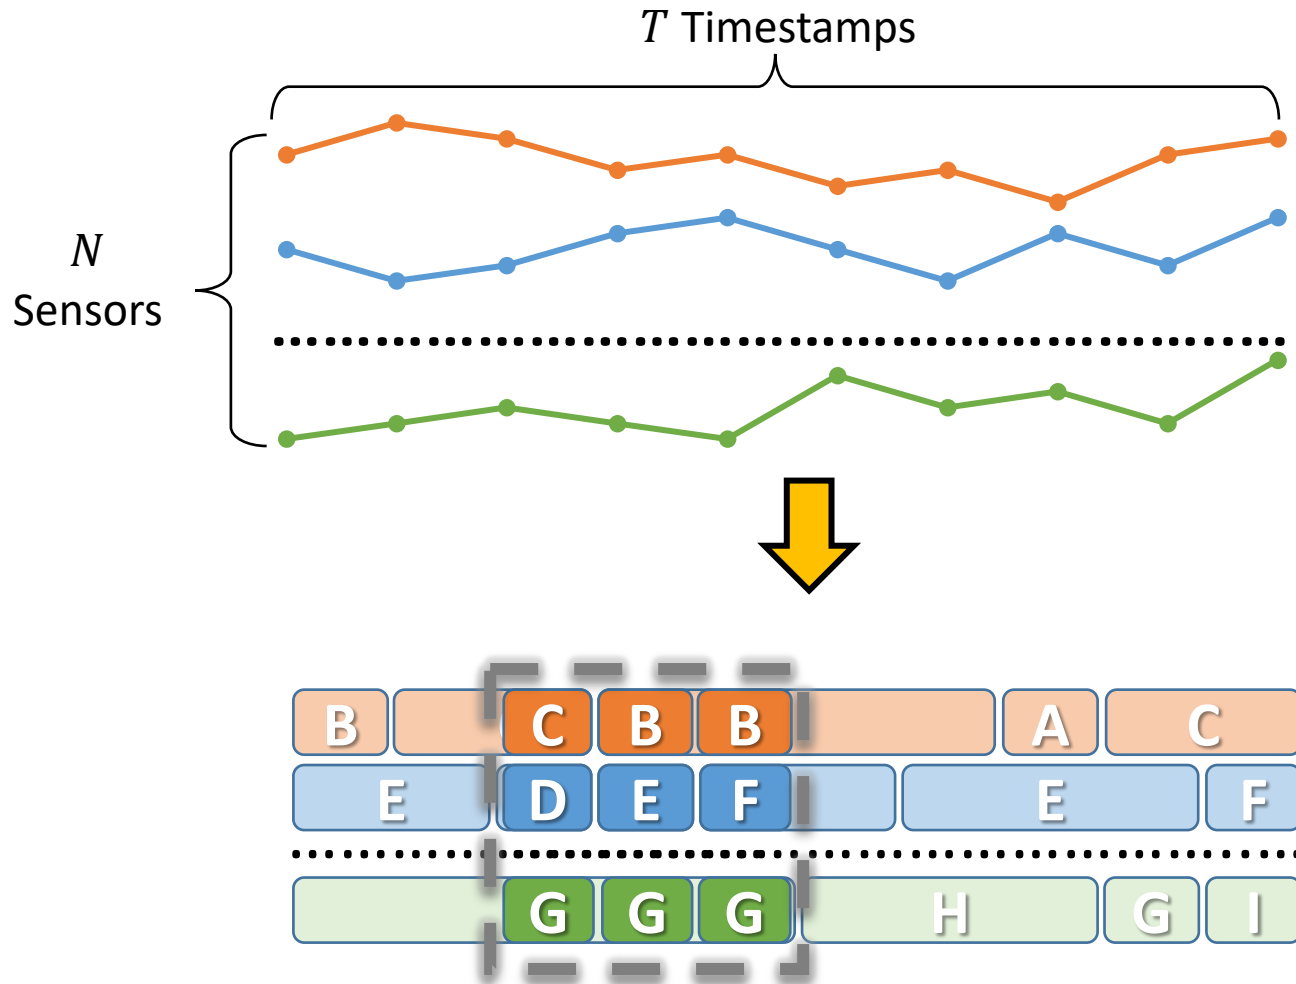 T Timestamps
N
Sensors
B C B B A C
E D E F E F
G G G H G I